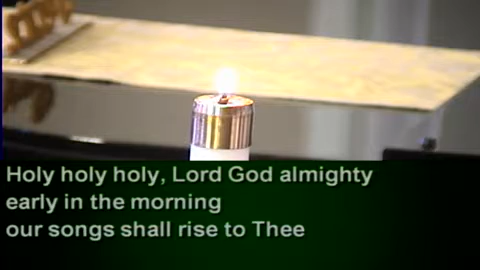 Holy holy holy, Lord God almighty
early in the morning
our songs shall rise to Thee